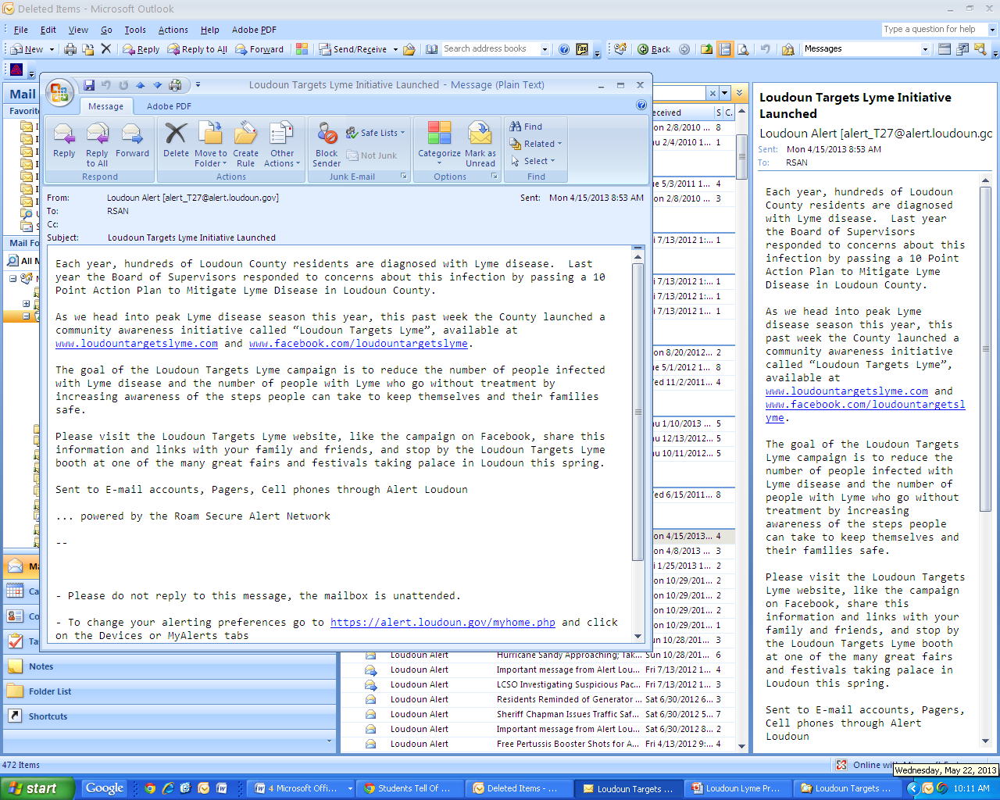 Deleted Items - Microsoft Outlook
File Edit View Go Tools Actions Help Adobe PDF
Type a question for help
New Reply Reply to All Forward Send/Receive Search address books Back Messages
Mail
Favorite
Mail Fo
All M
Loudoun Targets Lyme Initiative Launched - Message (Plain Text)
Message Adobe PDF
Reply
Reply to All
Forward
Respond
Delete
Move to Folder
Create Rule
Other Actions
Actions
Block Sender
Safe Lists
Not Junk
Junk E-mail
Categorize
Mark as Unread
Options
Find
Related
Select
Find
From: Loudoun Alert [alert_T27@alert.loudoun.gov] Sent: Mon 4/15/2013 8:53 AM
To: RSAN
Cc:
Subject: Loudoun Targets Lyme Initiative Launched
Each year, hundreds of Loudoun County residents are diagnosed with Lyme disease. Last
year the Board of Supervisors responded to concerns about this infection by passing a 10
Point Action Plan to Mitigate Lyme Disease in Loudoun County.
As we head into peak Lyme disease season this year, this past week the County launched a
community awareness initiative called “Loudoun Targets Lyme”, available at
www.loudountargetslyme.com and www.facebook.com/loudountargetslyme.
The goal of the Loudoun Targets Lyme campaign is to reduce the number of people infected
with Lyme disease and the number of people with Lyme who go without treatment by
increasing awareness of the steps people can take to keep themselves and their families
safe.
Please visit the Loudoun Targets Lyme website, like the campaign on Facebook, share this
information and links with your family and friends, and stop by the Loudoun Targets Lyme
booth at one of the many great fairs and festivals taking palace in Loudoun this spring.
Sent to E-mail accounts, Pagers, Cell phones through Alert Loudoun
... powered by the Roam Secure Alert Network
--
- Please do not reply to this message, the mailbox is unattended.
- To change your alerting preferences go to https://alert.loudoun.gov/myhome.php and click
on the Devices or MyAlerts tabs
eceived S C.
on 2/8/2010 ... 8
hu 2/4/2010 ... 1
ue 5/3/2011 ... 4
on 2/8/2010 ... 3
ri 7/13/2012 1:... 1
ri 7/13/2012 1:... 1
ri 7/13/2012 1:... 1
ri 7/13/2012 1:... 1
on 8/20/2012... 2
ue 5/1/2012 ... 8
ed 11/2/2011... 4
hu 1/10/2013 ... 5
hu 12/13/2012... 5
hu 10/11/2012... 5
ed 6/15/2011... 8
on 4/15/2013... 4
on 4/8/2013 ... 3
ri 1/25/2013 1... 2
on 10/29/201... 2
on 10/29/201... 2
on 10/29/201... 2
on 10/29/201... 1
un 10/28/201... 3
Loudoun Alert Hurricane Sandy Approaching; Tak... Sun 10/28/201... 6
Loudoun Alert Important message from Alert Lou... Fri 7/13/2012 1... 4
Loudoun Alert LCSO Investigating Suspicious Pac... Fri 7/13/2012 1... 3
Loudoun Alert Residents Reminded of Generator ... Sat 6/30/2012 6... 3
Loudoun Alert Sheriff Chapman Issues Traffic Saf... Sat 6/30/2012 5... 7
Loudoun Alert Important message from Alert Lou... Sat 6/30/2012 8... 2
Loudoun Alert Free Pertussis Booster Shots for A... Fri 4/13/2012 9:... 4
Loudoun Targets Lyme Initiative
Launched
Loudoun Alert [alert_T27@alert.loudoun.gc
Sent: Mon 4/15/2013 8:53 AM
To: RSAN
Each year, hundreds of Loudoun
County residents are diagnosed
with Lyme disease. Last year
the Board of Supervisors
responded to concerns about this
infection by passing a 10 Point
Action Plan to Mitigate Lyme
Disease in Loudoun County.
As we head into peak Lyme
disease season this year, this
past week the County launched a
community awareness initiative
called “Loudoun Targets Lyme”,
available at
www.loudountargetslyme.com and
www.facebook.com/loudountargetsl
yme.
The goal of the Loudoun Targets
Lyme campaign is to reduce the
number of people infected with
Lyme disease and the number of
people with Lyme who go without
treatment by increasing
awareness of the steps people
can take to keep themselves and
their families safe.
Please visit the Loudoun Targets
Lyme website, like the campaign
on Facebook, share this
information and links with your
family and friends, and stop by
the Loudoun Targets Lyme booth
at one of the many great fairs
and festivals taking palace in
Loudoun this spring.
Sent to E-mail accounts, Pagers,
Cell phones through Alert
Loudoun
Ma
Ca
Co
Ta
Notes
Folder List
Shortcuts
472 Items
Online wit
Wednesday, May 22, 2013
start Google 4 Microsoft Offi... Students Tell Of ... Deleted Items - ... Loudoun Targets ... Loudoun Lyme Pr... Loudoun Targets ... 10:11 AM